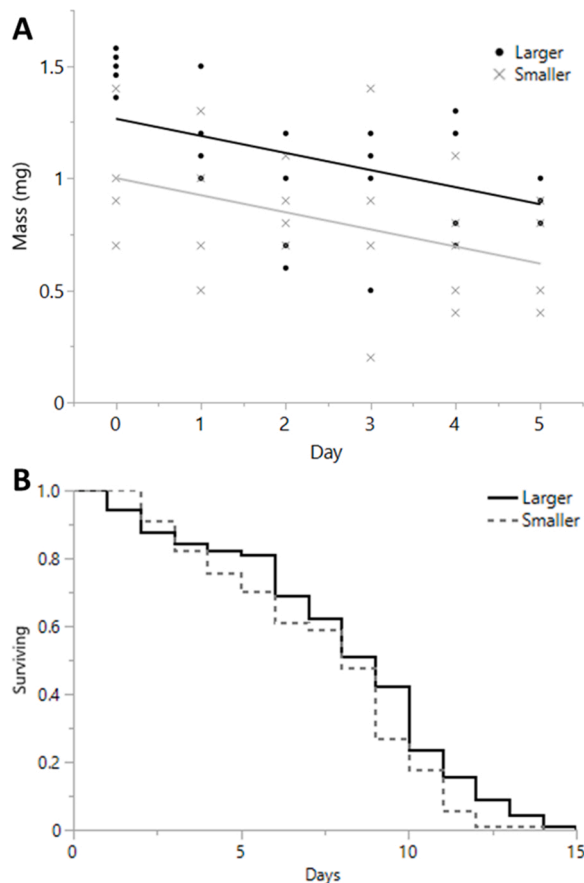 A
Larger
Smaller
1.5
1
0.5
0
Mass (mg)
0 1 2 3 4 5
Day
B
Larger
Smaller
1.0
0.8
0.6
0.4
0.2
0
Surviving
0 5 10 15
Days